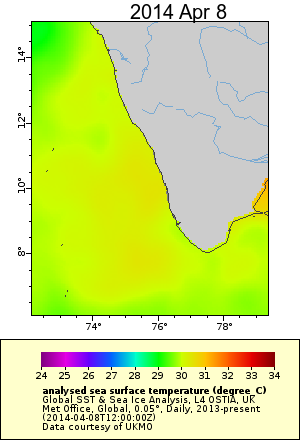 2014 Apr 8
14°
12°
10°
8°
74° 76° 78°
24 25 26 27 28 29 30 31 32 33 34
analysed sea surface temperature (degree_C)
Global SST & Sea Ice Analysis, L4 OSTIA, UK
Met Office, Global, 0.05°, Daily, 2013-present
(2014-04-08T12:00:00Z)
Data courtesy of UKMO